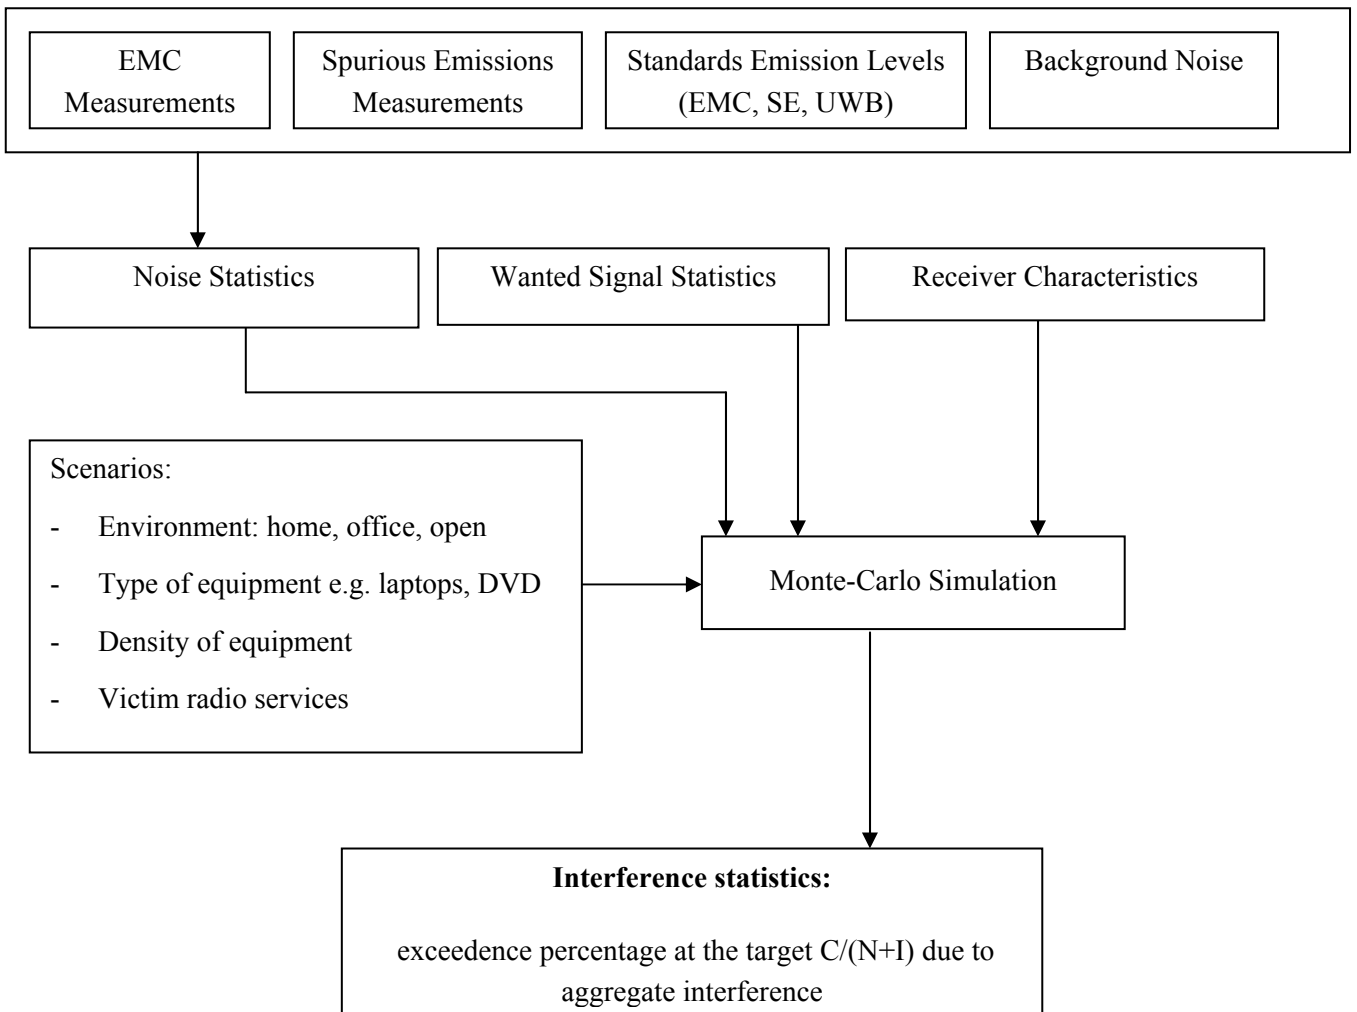 EMC
Measurements
Spurious Emissions
Measurements
Standards Emission Levels
(EMC, SE, UWB)
Background Noise
Noise Statistics
Wanted Signal Statistics
Receiver Characteristics
Scenarios:
- Environment: home, office, open
- Type of equipment e.g. laptops, DVD
- Density of equipment
- Victim radio services
Monte-Carlo Simulation
Interference statistics:
exceedence percentage at the target C/(N+I) due to
aggregate interference